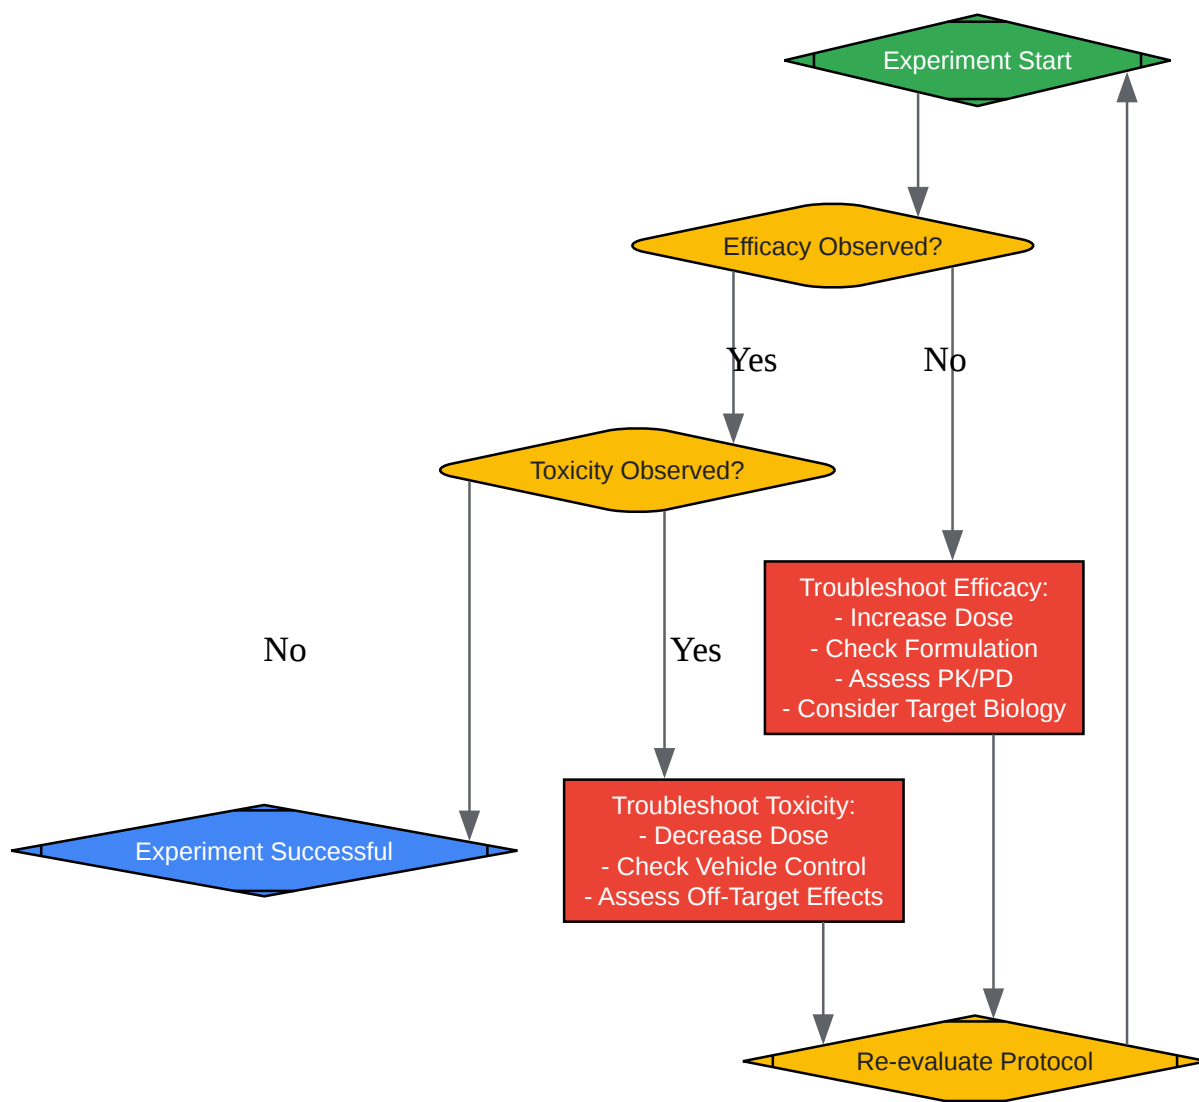 Experiment Start
Efficacy Observed?
Yes
No
Toxicity Observed?
Troubleshoot Efficacy:
- Increase Dose
- Check Formulation
- Assess PK/PD
- Consider Target Biology
No
Yes
Troubleshoot Toxicity:
- Decrease Dose
- Check Vehicle Control
- Assess Off-Target Effects
Experiment Successful
Re-evaluate Protocol